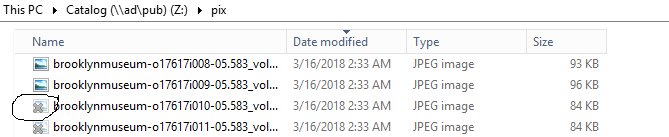 This PC › Catalog (\\ad\pub) (Z:) › pix
Name Date modified Type Size
brooklynmuseum-o17617i008-05.583_vol... 3/16/2018 2:33 AM JPEG image 93 KB
brooklynmuseum-o17617i009-05.583_vol... 3/16/2018 2:33 AM JPEG image 96 KB
brooklynmuseum-o17617i010-05.583_vol... 3/16/2018 2:33 AM JPEG image 84 KB
brooklynmuseum-o17617i011-05.583_vol... 3/16/2018 2:33 AM JPEG image 84 KB